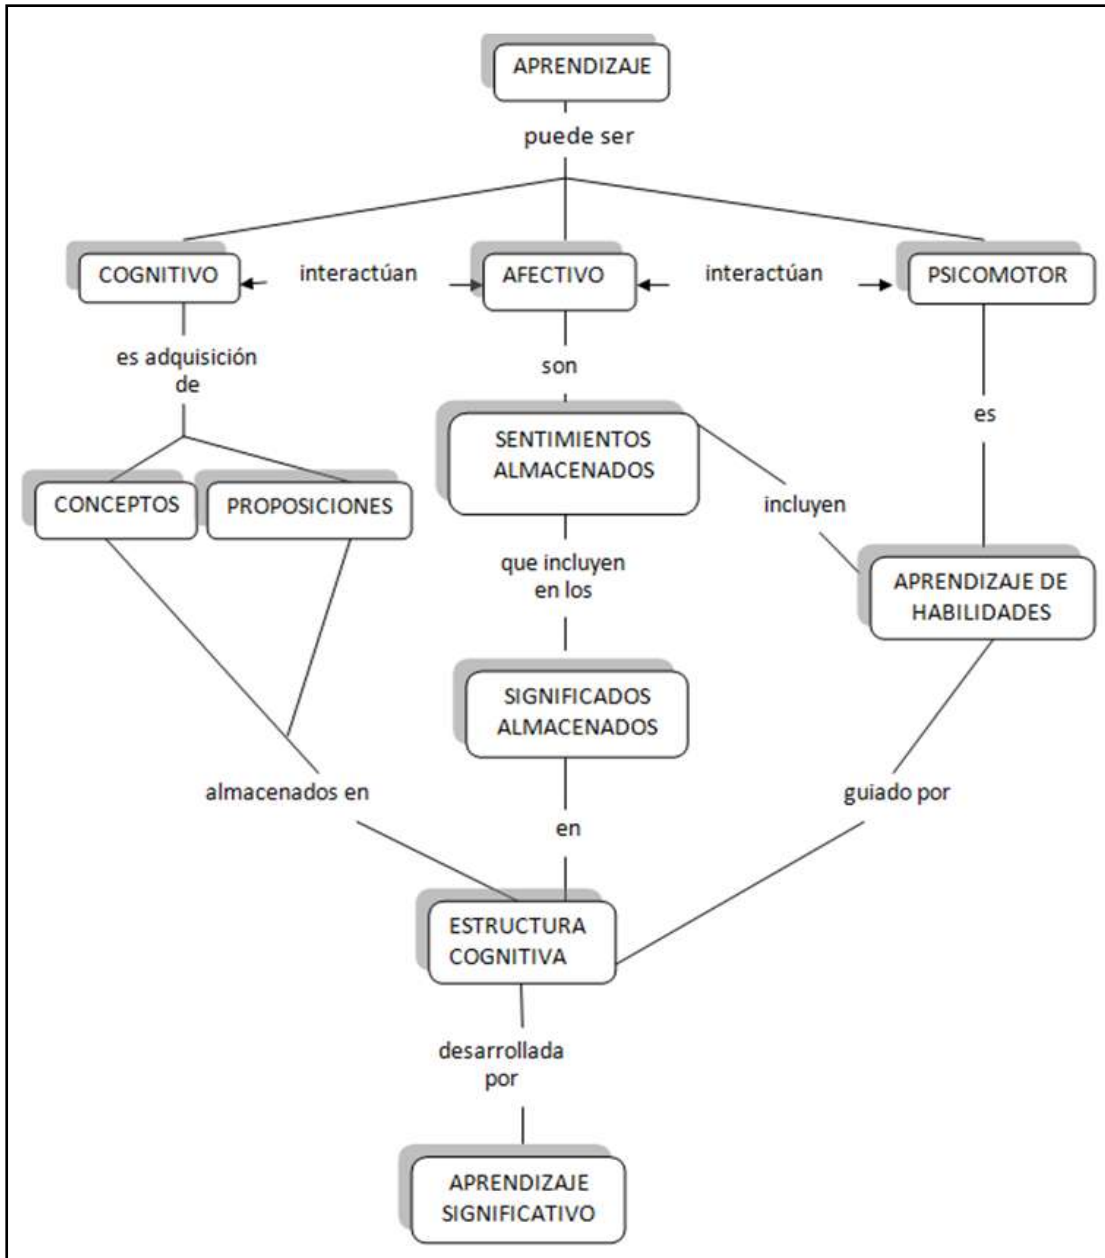 APRENDIZAJE
puede ser
COGNITIVO
interactúan
AFECTIVO
interactúan
PSICOMOTOR
es adquisición
de
son
es
SENTIMIENTOS
ALMACENADOS
CONCEPTOS
PROPOSICIONES
incluyen
que incluyen
en los
APRENDIZAJE DE
HABILIDADES
SIGNIFICADOS
ALMACENADOS
almacenados en
guiado por
en
ESTRUCTURA
COGNITIVA
desarrollada
por
APRENDIZAJE
SIGNIFICATIVO